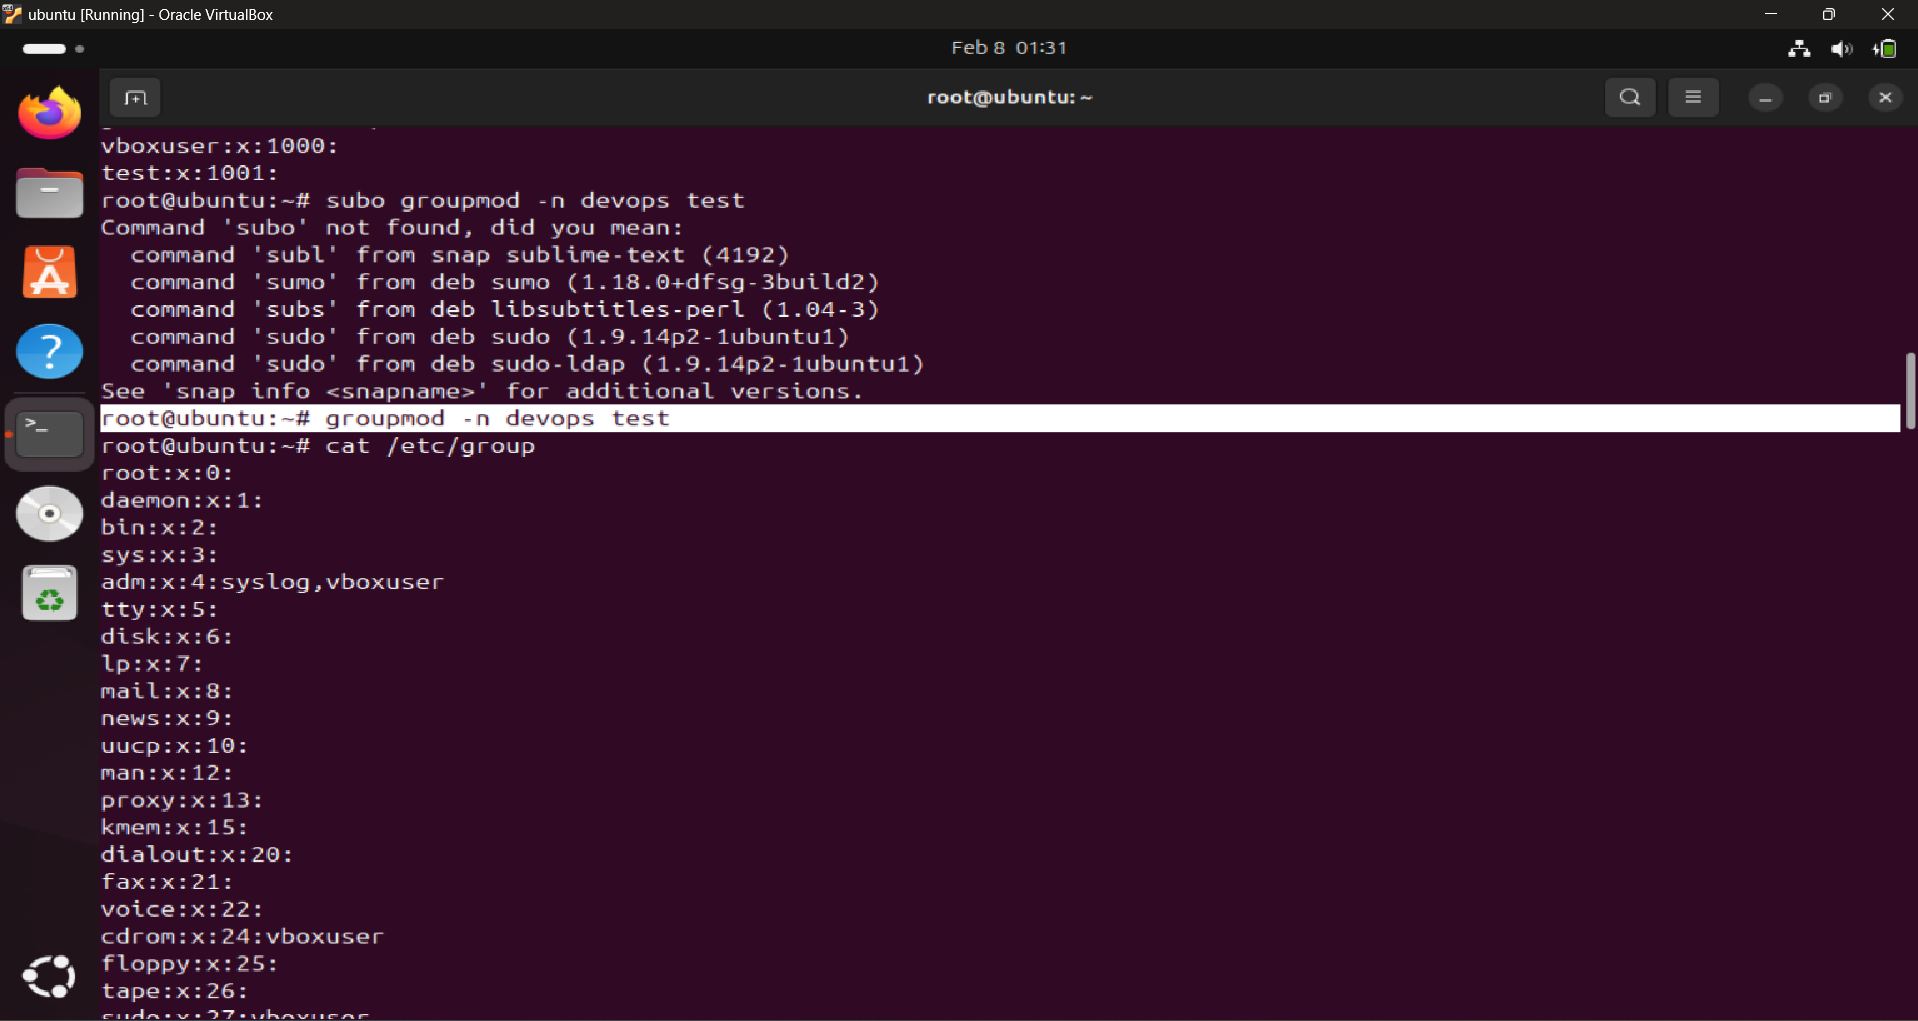 ubuntu [Running] - Oracle VirtualBox
Feb 8 01:31
root@ubuntu: ~
vboxuser:x:1000:
test:x:1001:
root@ubuntu:~# subo groupmod -n devops test
Command 'subo' not found, did you mean:
command 'subl' from snap sublime-text (4192)
command 'sumo' from deb sumo (1.18.0+dfsg-3build2)
command 'subs' from deb libsubtitles-perl (1.04-3)
command 'sudo' from deb sudo (1.9.14p2-1ubuntu1)
command 'sudo' from deb sudo-ldap (1.9.14p2-1ubuntu1)
See 'snap info <snapname>' for additional versions.
root@ubuntu:~# groupmod -n devops test
root@ubuntu:~# cat /etc/group
root:x:0:
daemon:x:1:
bin:x:2:
sys:x:3:
adm:x:4:syslog,vboxuser
tty:x:5:
disk:x:6:
lp:x:7:
mail:x:8:
news:x:9:
uucp:x:10:
man:x:12:
proxy:x:13:
kmem:x:15:
dialout:x:20:
fax:x:21:
voice:x:22:
cdrom:x:24:vboxuser
floppy:x:25:
tape:x:26:
sudo:x:27:vboxuser